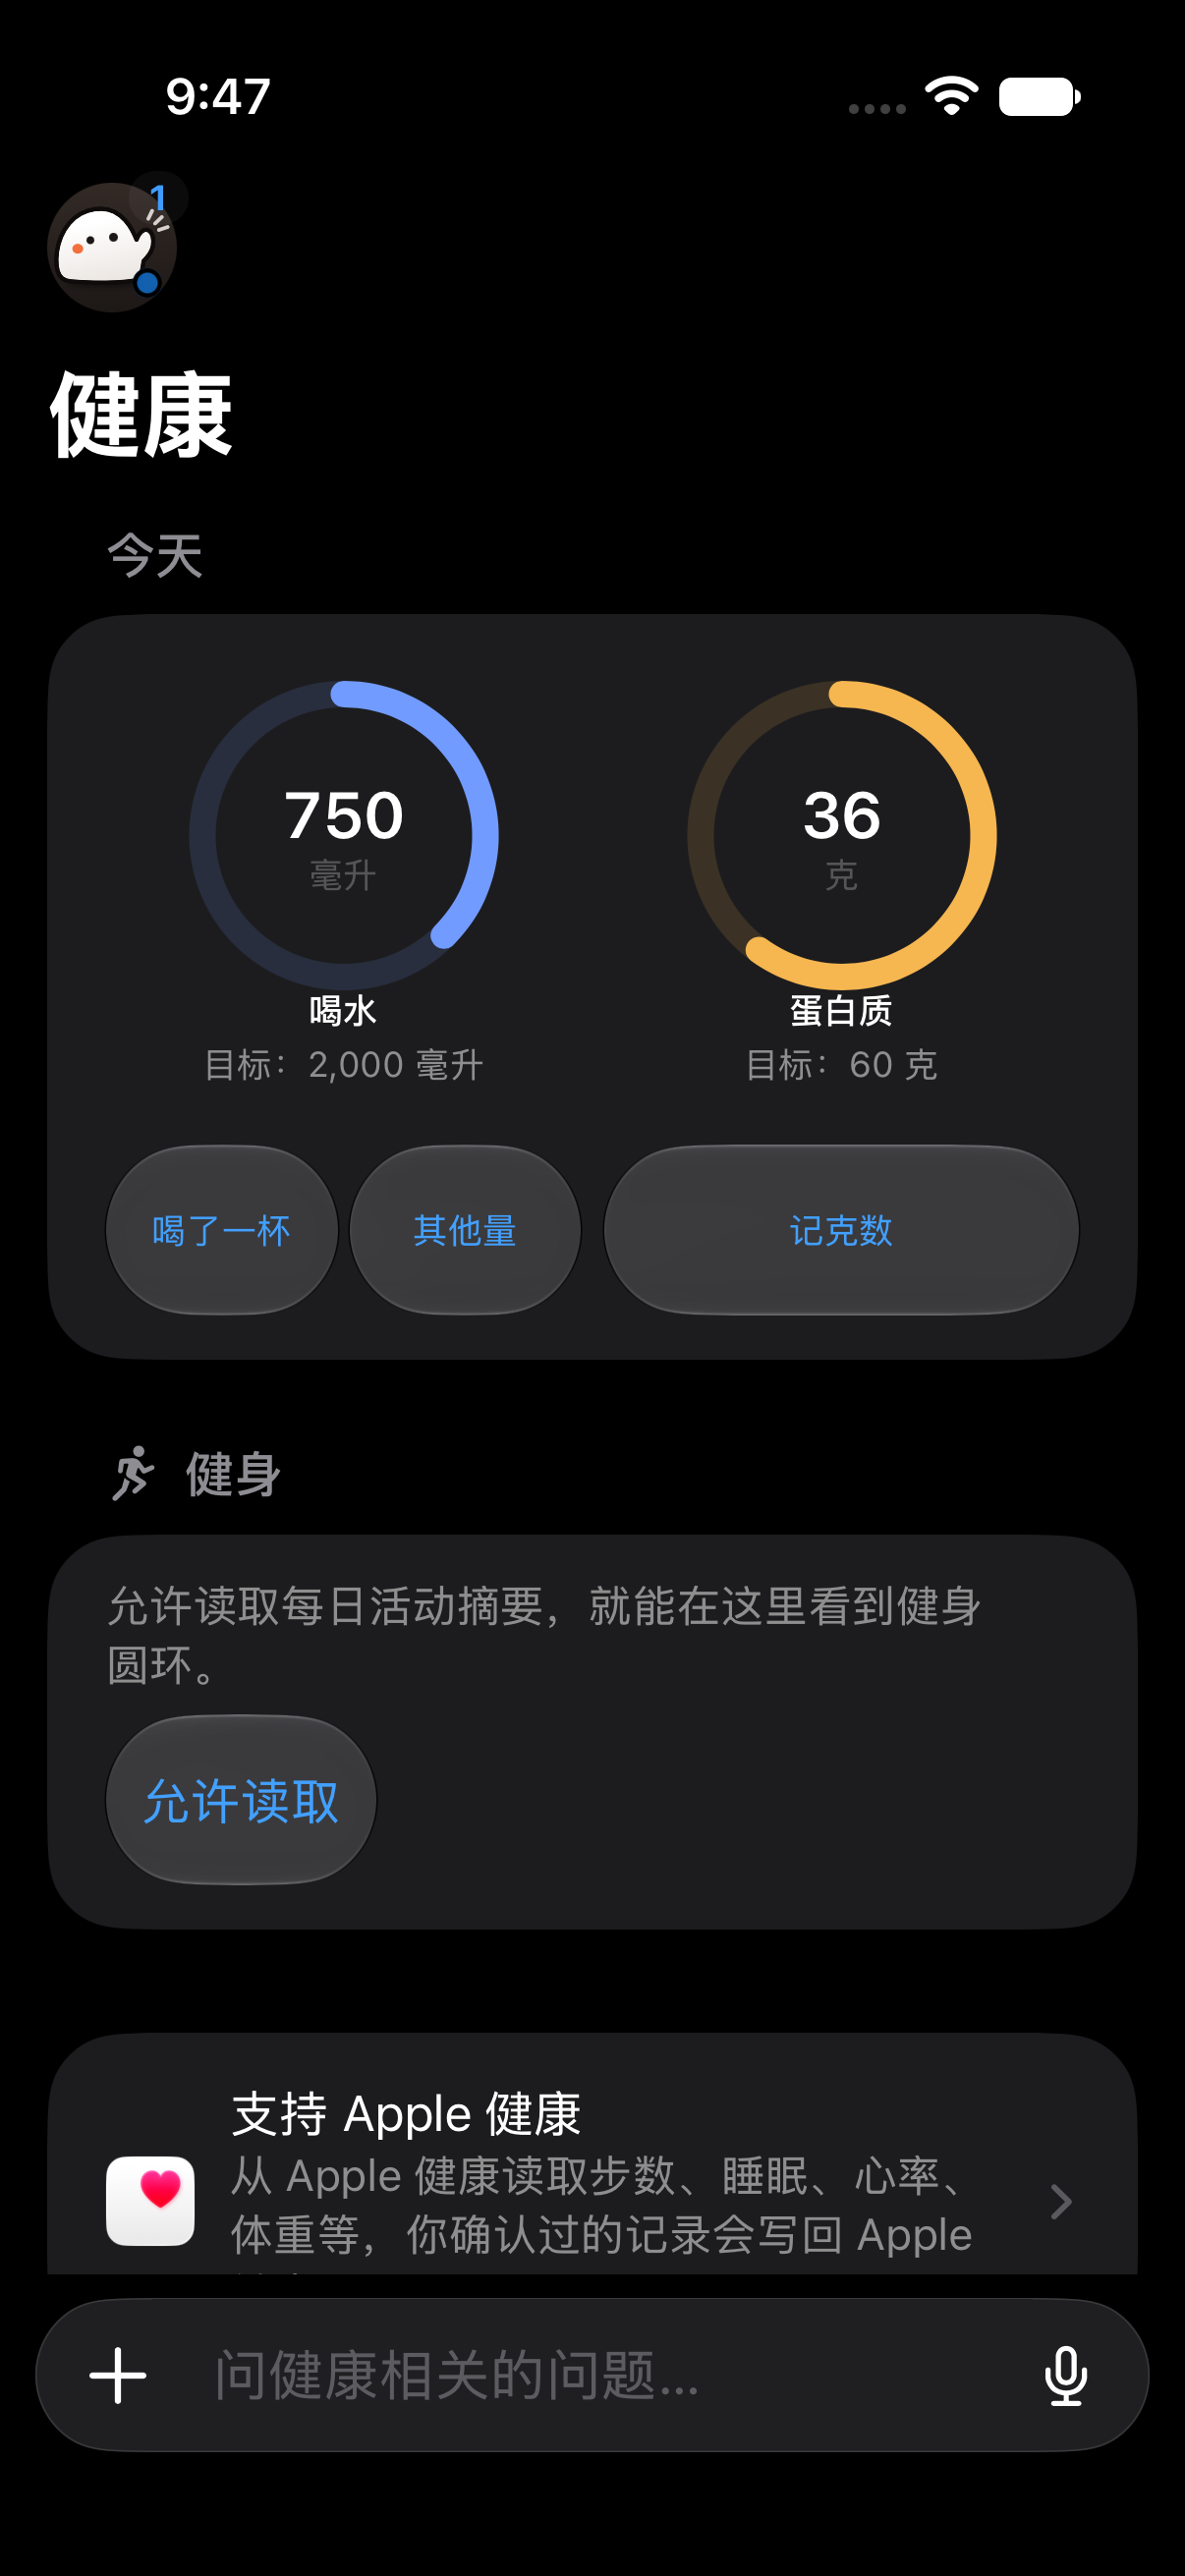 9:47
1
健康
今天
750
毫升
喝水
目标：2,000 毫升
36
克
蛋白质
目标：60 克
喝了一杯
其他量
记克数
健身
允许读取每日活动摘要，就能在这里看到健身
圆环。
允许读取
支持 Apple 健康
从 Apple 健康读取步数、睡眠、心率、
体重等，你确认过的记录会写回 Apple
问健康相关的问题...